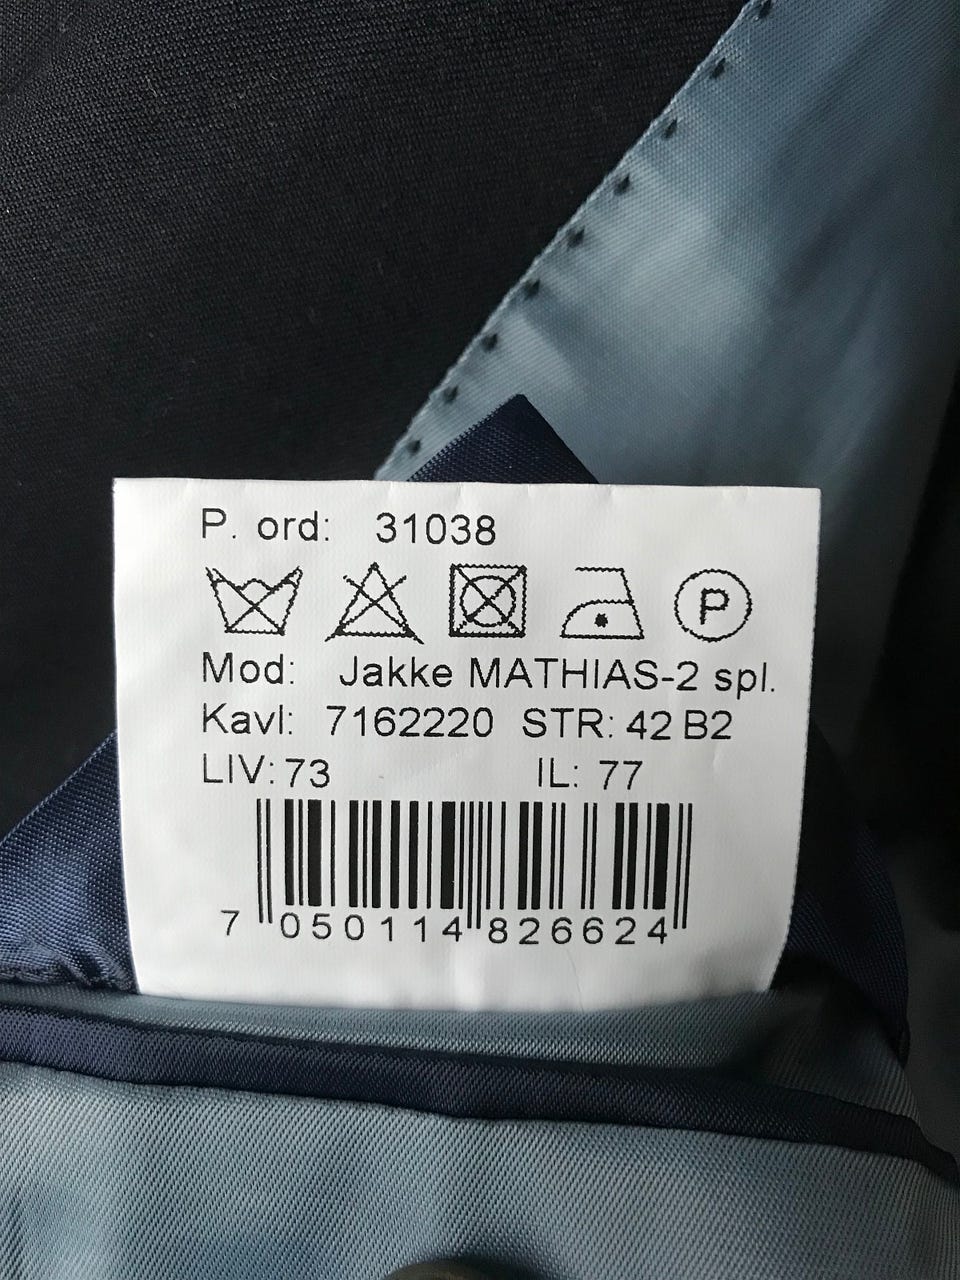 P. ord: 31038
P
Mod: Jakke MATHIAS-2 spl.
Kavl: 7162220 STR: 42 B2
LIV: 73 IL: 77
7 050114 826624